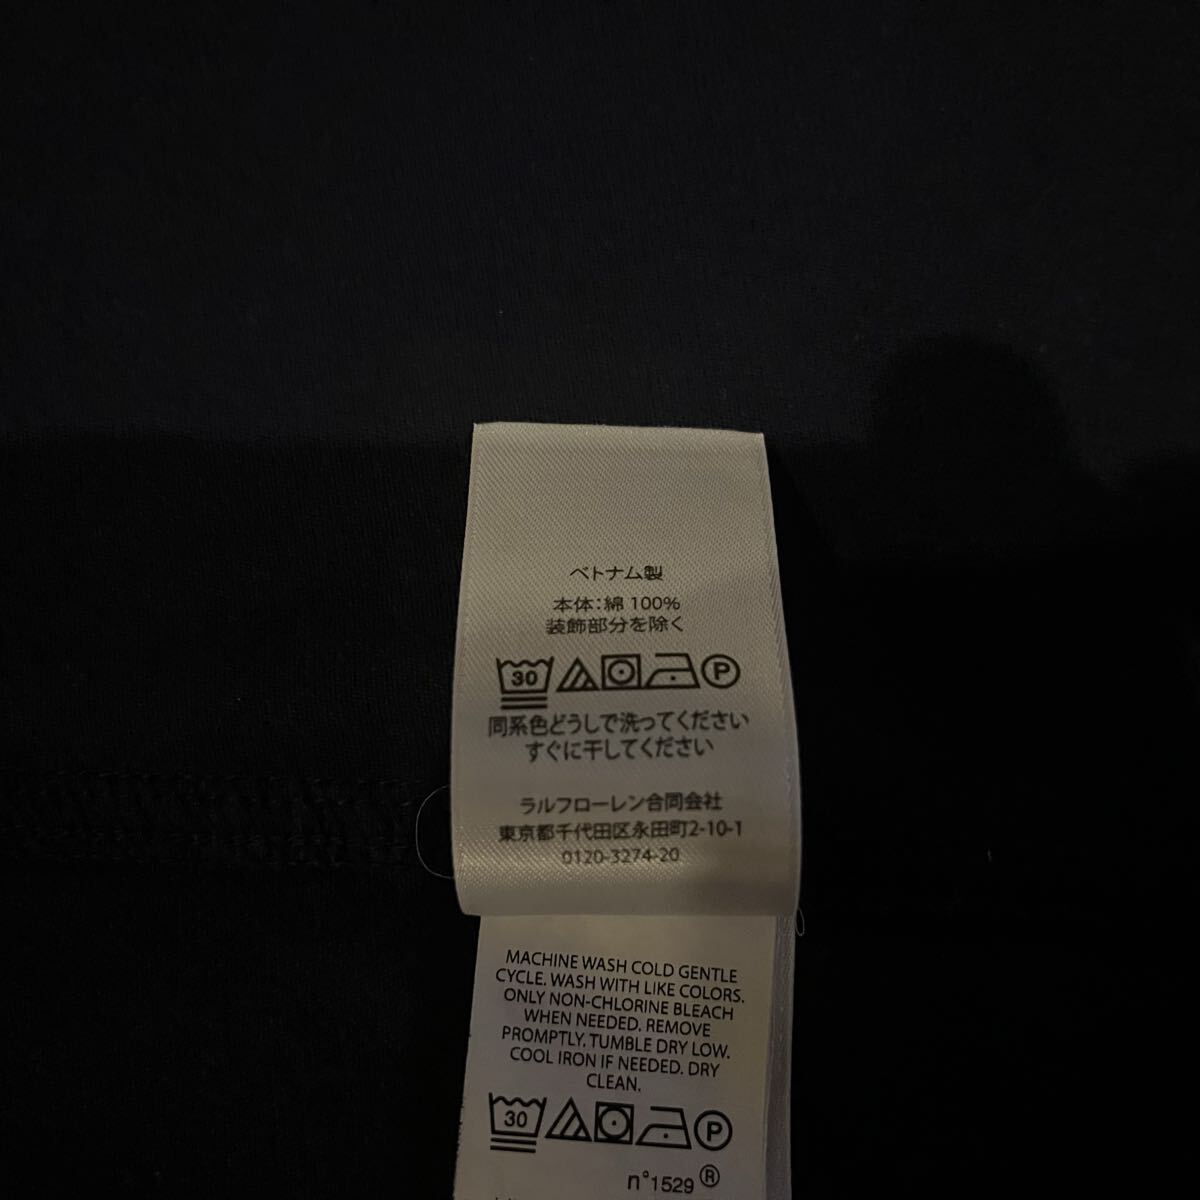 ベトナム製
本体:綿 100%
装飾部分を除く
30 P
同系色どうしで洗ってください
すぐに干してください
ラルフローレン合同会社
東京都千代田区永田町2-10-1
0120-3274-20
MACHINE WASH COLD GENTLE
CYCLE. WASH WITH LIKE COLORS.
ONLY NON-CHLORINE BLEACH
WHEN NEEDED. REMOVE
PROMPTLY. TUMBLE DRY LOW.
COOL IRON IF NEEDED. DRY
CLEAN.
30 P
n°1529 ®